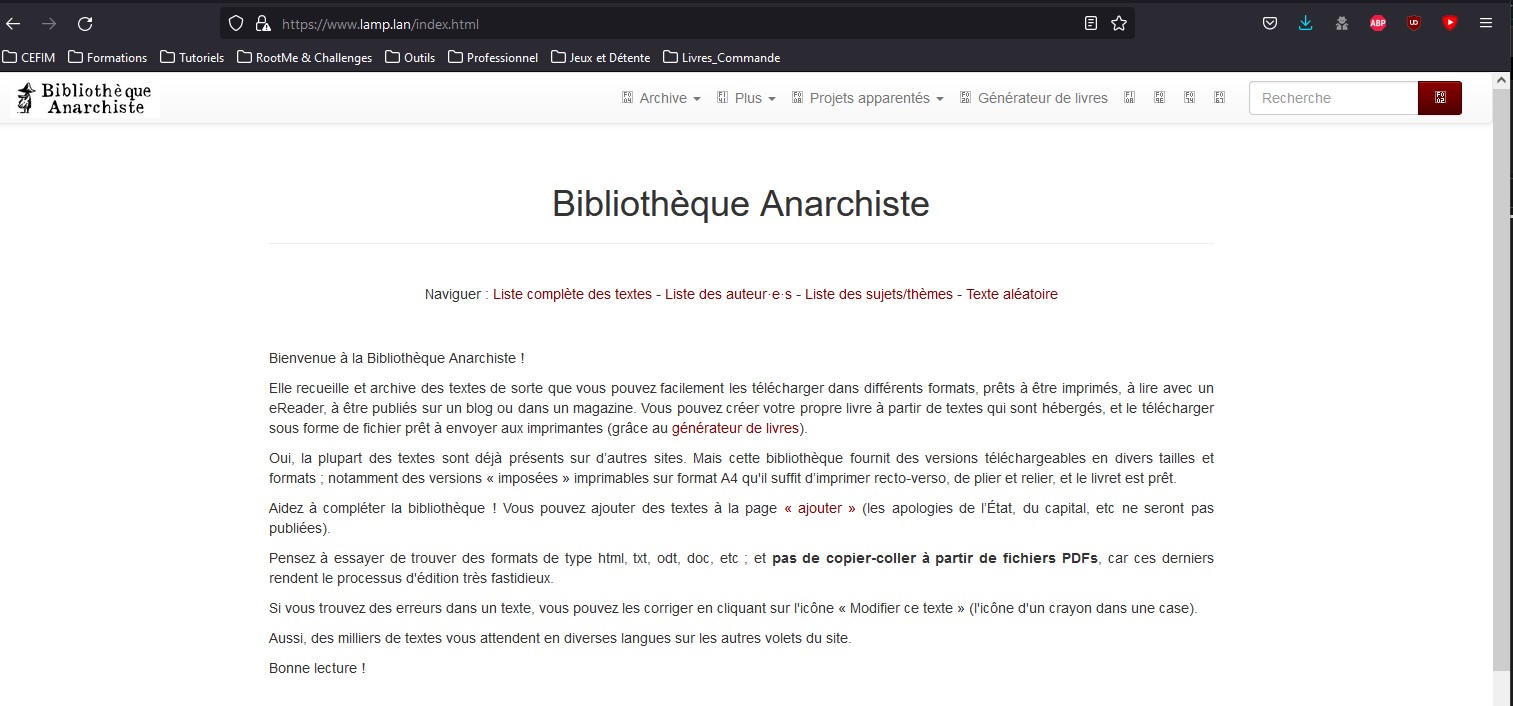 https://www.lamp.lan/index.html
ABP
UD
CEFIM Formations Tutoriels RootMe & Challenges Outils Professionnel Jeux et Détente Livres_Commande
Bibliothèque
Anarchiste
Archive Plus Projets apparentés Générateur de livres Recherche
Bibliothèque Anarchiste
Naviguer : Liste complète des textes - Liste des auteur·e·s - Liste des sujets/thèmes - Texte aléatoire
Bienvenue à la Bibliothèque Anarchiste !
Elle recueille et archive des textes de sorte que vous pouvez facilement les télécharger dans différents formats, prêts à être imprimés, à lire avec un
eReader, à être publiés sur un blog ou dans un magazine. Vous pouvez créer votre propre livre à partir de textes qui sont hébergés, et le télécharger
sous forme de fichier prêt à envoyer aux imprimantes (grâce au générateur de livres).
Oui, la plupart des textes sont déjà présents sur d’autres sites. Mais cette bibliothèque fournit des versions téléchargeables en divers tailles et
formats ; notamment des versions « imposées » imprimables sur format A4 qu'il suffit d’imprimer recto-verso, de plier et relier, et le livret est prêt.
Aidez à compléter la bibliothèque ! Vous pouvez ajouter des textes à la page « ajouter » (les apologies de l’État, du capital, etc ne seront pas
publiées).
Pensez à essayer de trouver des formats de type html, txt, odt, doc, etc ; et pas de copier-coller à partir de fichiers PDFs, car ces derniers
rendent le processus d'édition très fastidieux.
Si vous trouvez des erreurs dans un texte, vous pouvez les corriger en cliquant sur l'icône « Modifier ce texte » (l'icône d'un crayon dans une case).
Aussi, des milliers de textes vous attendent en diverses langues sur les autres volets du site.
Bonne lecture !